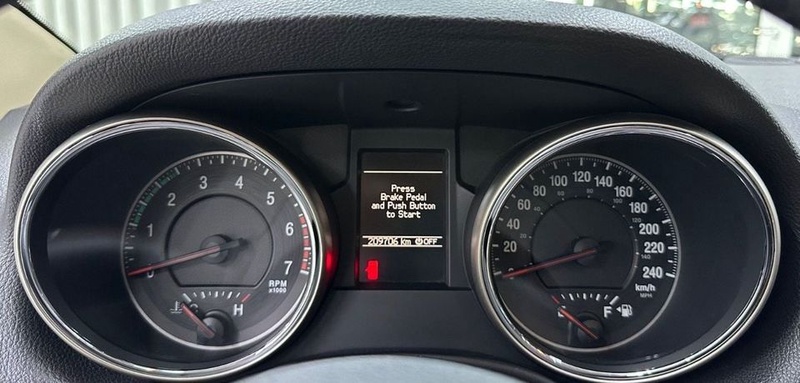 1
2
3
4
5
6
7
RPM
x1000
H
Press
Brake Pedal
and Push Button
to Start
209706 km OFF
20
40
60
80
100
120
140
160
180
200
220
240
km/h
MPH
F